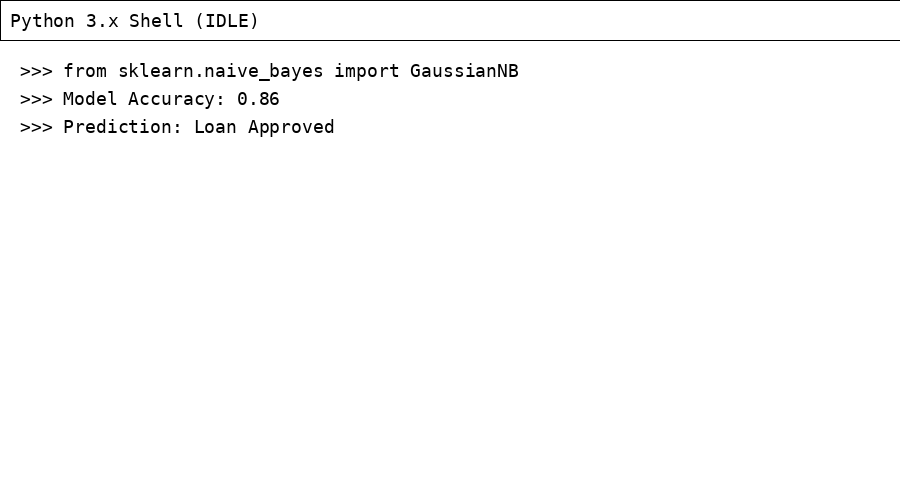 Python 3.x Shell (IDLE)
>>> from sklearn.naive_bayes import GaussianNB
>>> Model Accuracy: 0.86
>>> Prediction: Loan Approved